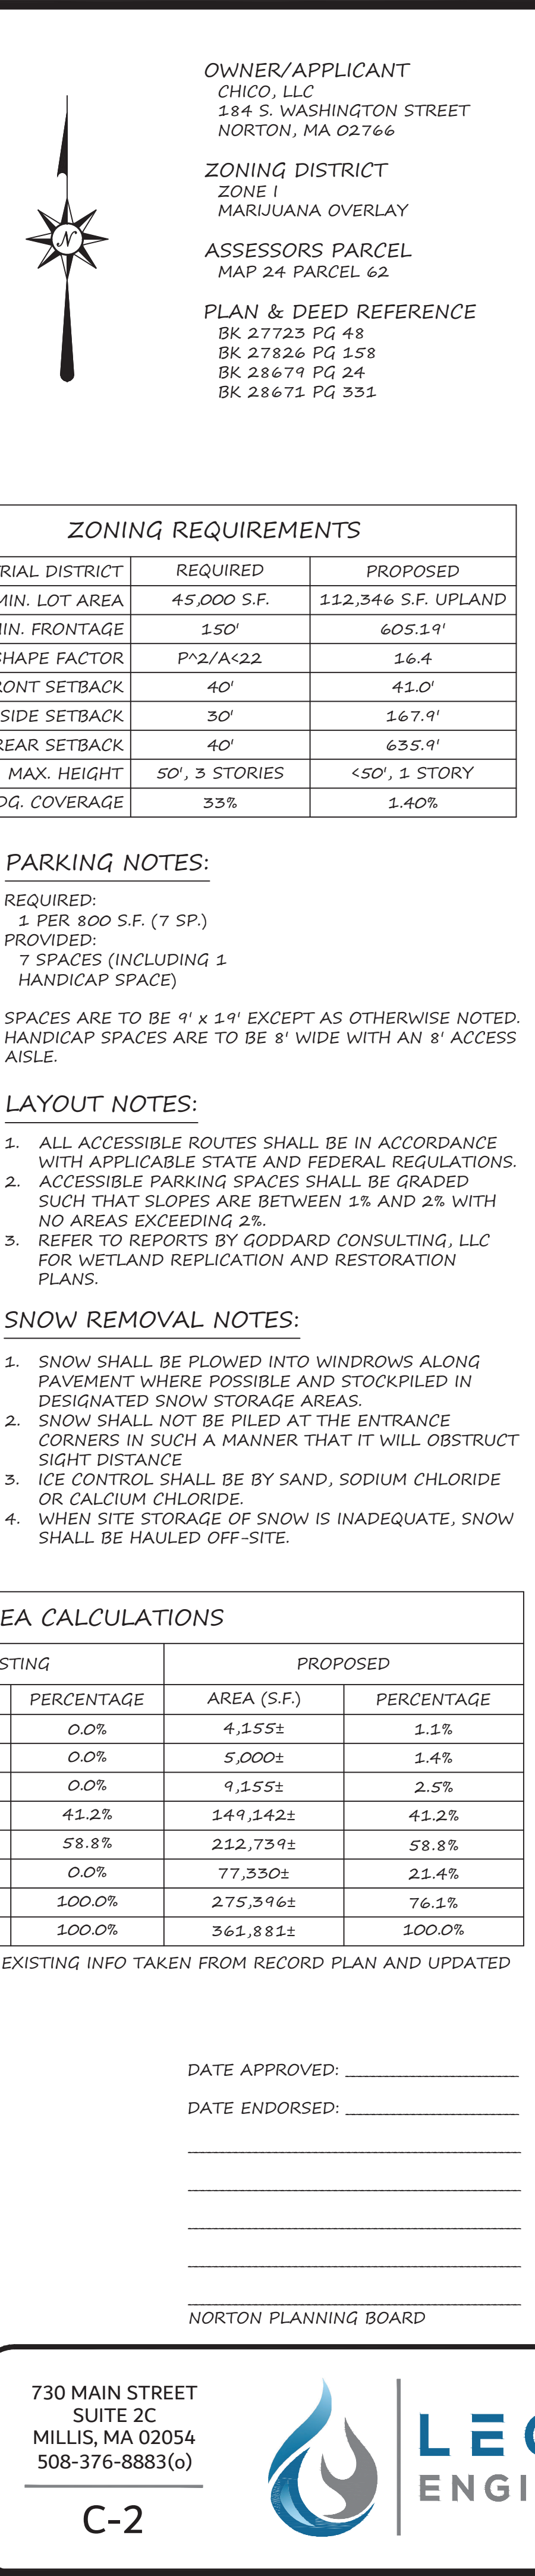 N
OWNER/APPLICANT
CHICO, LLC
184 S. WASHINGTON STREET
NORTON, MA 02766
ZONING DISTRICT
ZONE I
MARIJUANA OVERLAY
ASSESSORS PARCEL
MAP 24 PARCEL 62
PLAN & DEED REFERENCE
BK 27723 PG 48
BK 27826 PG 158
BK 28679 PG 24
BK 28671 PG 331
ZONING REQUIREMENTS
RIAL DISTRICT REQUIRED PROPOSED
MIN. LOT AREA 45,000 S.F. 112,346 S.F. UPLAND
IN. FRONTAGE 150' 605.19'
SHAPE FACTOR P^2/A<22 16.4
RONT SETBACK 40' 41.0'
SIDE SETBACK 30' 167.9'
REAR SETBACK 40' 635.9'
MAX. HEIGHT 50', 3 STORIES <50', 1 STORY
DG. COVERAGE 33% 1.40%
PARKING NOTES:
REQUIRED:
1 PER 800 S.F. (7 SP.)
PROVIDED:
7 SPACES (INCLUDING 1
HANDICAP SPACE)
SPACES ARE TO BE 9' x 19' EXCEPT AS OTHERWISE NOTED.
HANDICAP SPACES ARE TO BE 8' WIDE WITH AN 8' ACCESS
AISLE.
LAYOUT NOTES:
1. ALL ACCESSIBLE ROUTES SHALL BE IN ACCORDANCE
WITH APPLICABLE STATE AND FEDERAL REGULATIONS.
2. ACCESSIBLE PARKING SPACES SHALL BE GRADED
SUCH THAT SLOPES ARE BETWEEN 1% AND 2% WITH
NO AREAS EXCEEDING 2%.
3. REFER TO REPORTS BY GODDARD CONSULTING, LLC
FOR WETLAND REPLICATION AND RESTORATION
PLANS.
SNOW REMOVAL NOTES:
1. SNOW SHALL BE PLOWED INTO WINDROWS ALONG
PAVEMENT WHERE POSSIBLE AND STOCKPILED IN
DESIGNATED SNOW STORAGE AREAS.
2. SNOW SHALL NOT BE PILED AT THE ENTRANCE
CORNERS IN SUCH A MANNER THAT IT WILL OBSTRUCT
SIGHT DISTANCE
3. ICE CONTROL SHALL BE BY SAND, SODIUM CHLORIDE
OR CALCIUM CHLORIDE.
4. WHEN SITE STORAGE OF SNOW IS INADEQUATE, SNOW
SHALL BE HAULED OFF-SITE.
EA CALCULATIONS
STING PROPOSED
PERCENTAGE AREA (S.F.) PERCENTAGE
0.0% 4,155± 1.1%
0.0% 5,000± 1.4%
0.0% 9,155± 2.5%
41.2% 149,142± 41.2%
58.8% 212,739± 58.8%
0.0% 77,330± 21.4%
100.0% 275,396± 76.1%
100.0% 361,881± 100.0%
EXISTING INFO TAKEN FROM RECORD PLAN AND UPDATED
DATE APPROVED:
DATE ENDORSED:
NORTON PLANNING BOARD
730 MAIN STREET
SUITE 2C
MILLIS, MA 02054
508-376-8883(o)
C-2
LEG
ENGI